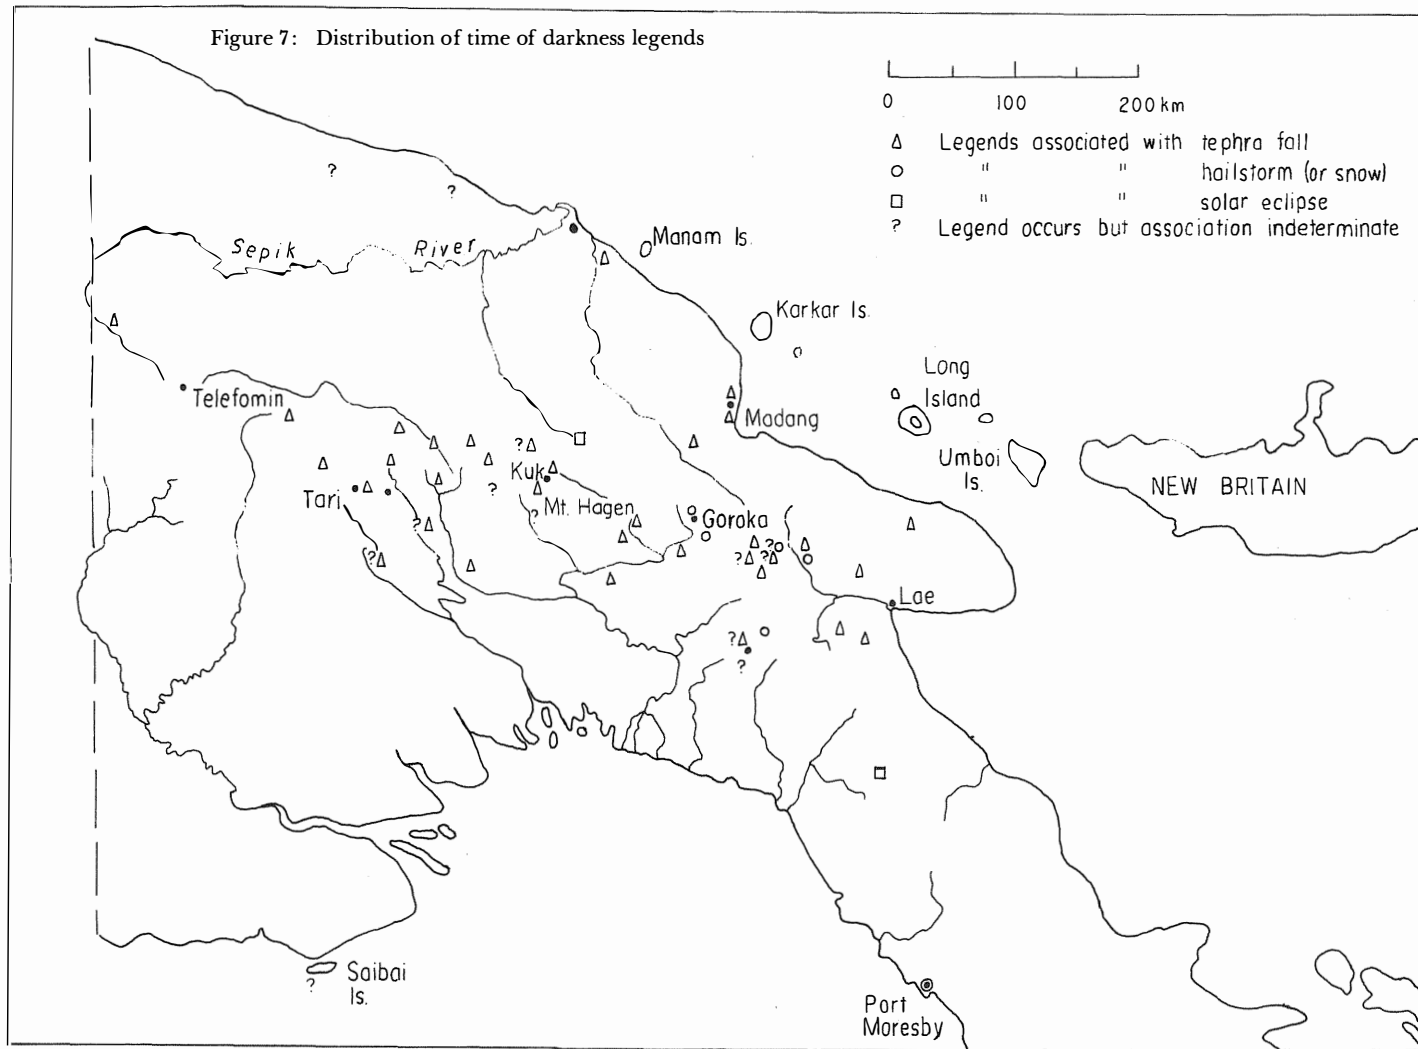 Figure 7: Distribution of time of darkness legends
0 100 200 km
Legends associated with tephra fall
" " hailstorm (or snow)
" " solar eclipse
? Legend occurs but association indeterminate
?
?
Sepik River
Manam Is.
Karkar Is.
Telefomin
Long
Island
Madang
Umboi
Is.
NEW BRITAIN
?
Kuk
?
Tari
Mt. Hagen
?
Goroka
?
?
?
?
?
Lae
?
?
Saibai
Is.
?
Port
Moresby